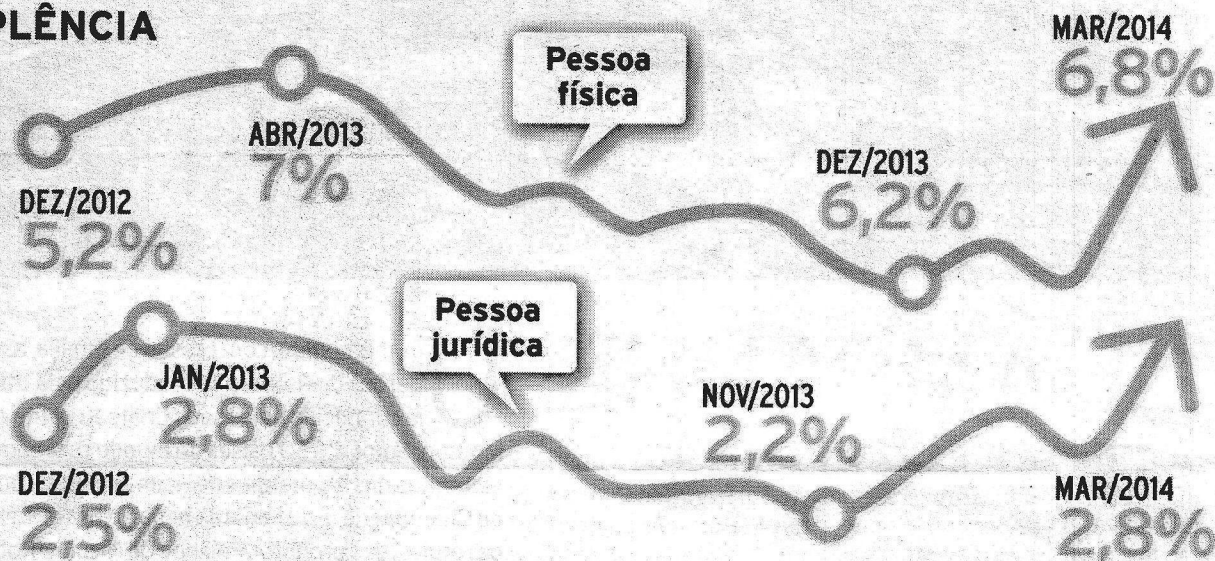 PLÊNCIA
Pessoa
física
MAR/2014
6,8%
ABR/2013
7%
DEZ/2013
6,2%
DEZ/2012
5,2%
Pessoa
jurídica
JAN/2013
2,8%
NOV/2013
2,2%
DEZ/2012
2,5%
MAR/2014
2,8%